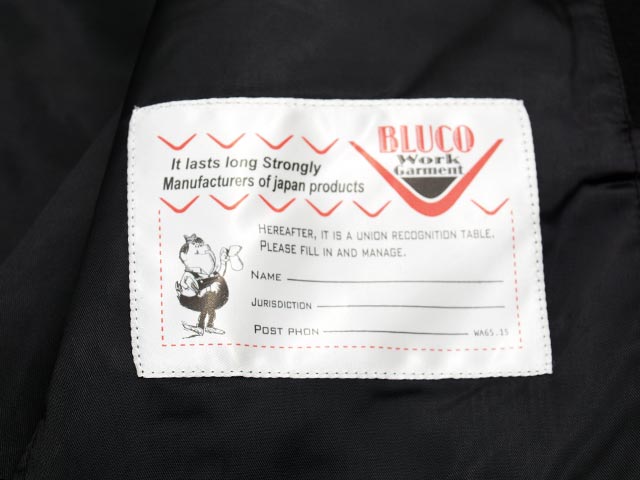 BLUCO
Work
Garment
It lasts long Strongly
Manufacturers of japan products
HEREAFTER, IT IS A UNION RECOGNITION TABLE.
PLEASE FILL IN AND MANAGE.
NAME
JURISDICTION
POST PHON
WA65.15